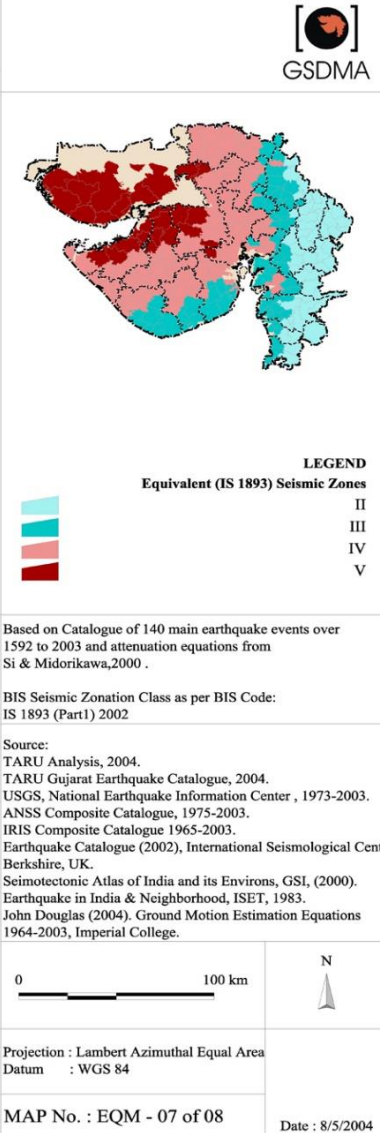 GSDMA
LEGEND
Equivalent (IS 1893) Seismic Zones
II
III
IV
V
Based on Catalogue of 140 main earthquake events over
1592 to 2003 and attenuation equations from
Si & Midorikawa,2000 .
BIS Seismic Zonation Class as per BIS Code:
IS 1893 (Part1) 2002
Source:
TARU Analysis, 2004.
TARU Gujarat Earthquake Catalogue, 2004.
USGS, National Earthquake Information Center , 1973-2003.
ANSS Composite Catalogue, 1975-2003.
IRIS Composite Catalogue 1965-2003.
Earthquake Catalogue (2002), International Seismological Cent
Berkshire, UK.
Seimotectonic Atlas of India and its Environs, GSI, (2000).
Earthquake in India & Neighborhood, ISET, 1983.
John Douglas (2004). Ground Motion Estimation Equations
1964-2003, Imperial College.
0 100 km
N
Projection : Lambert Azimuthal Equal Area
Datum : WGS 84
MAP No. : EQM - 07 of 08
Date : 8/5/2004